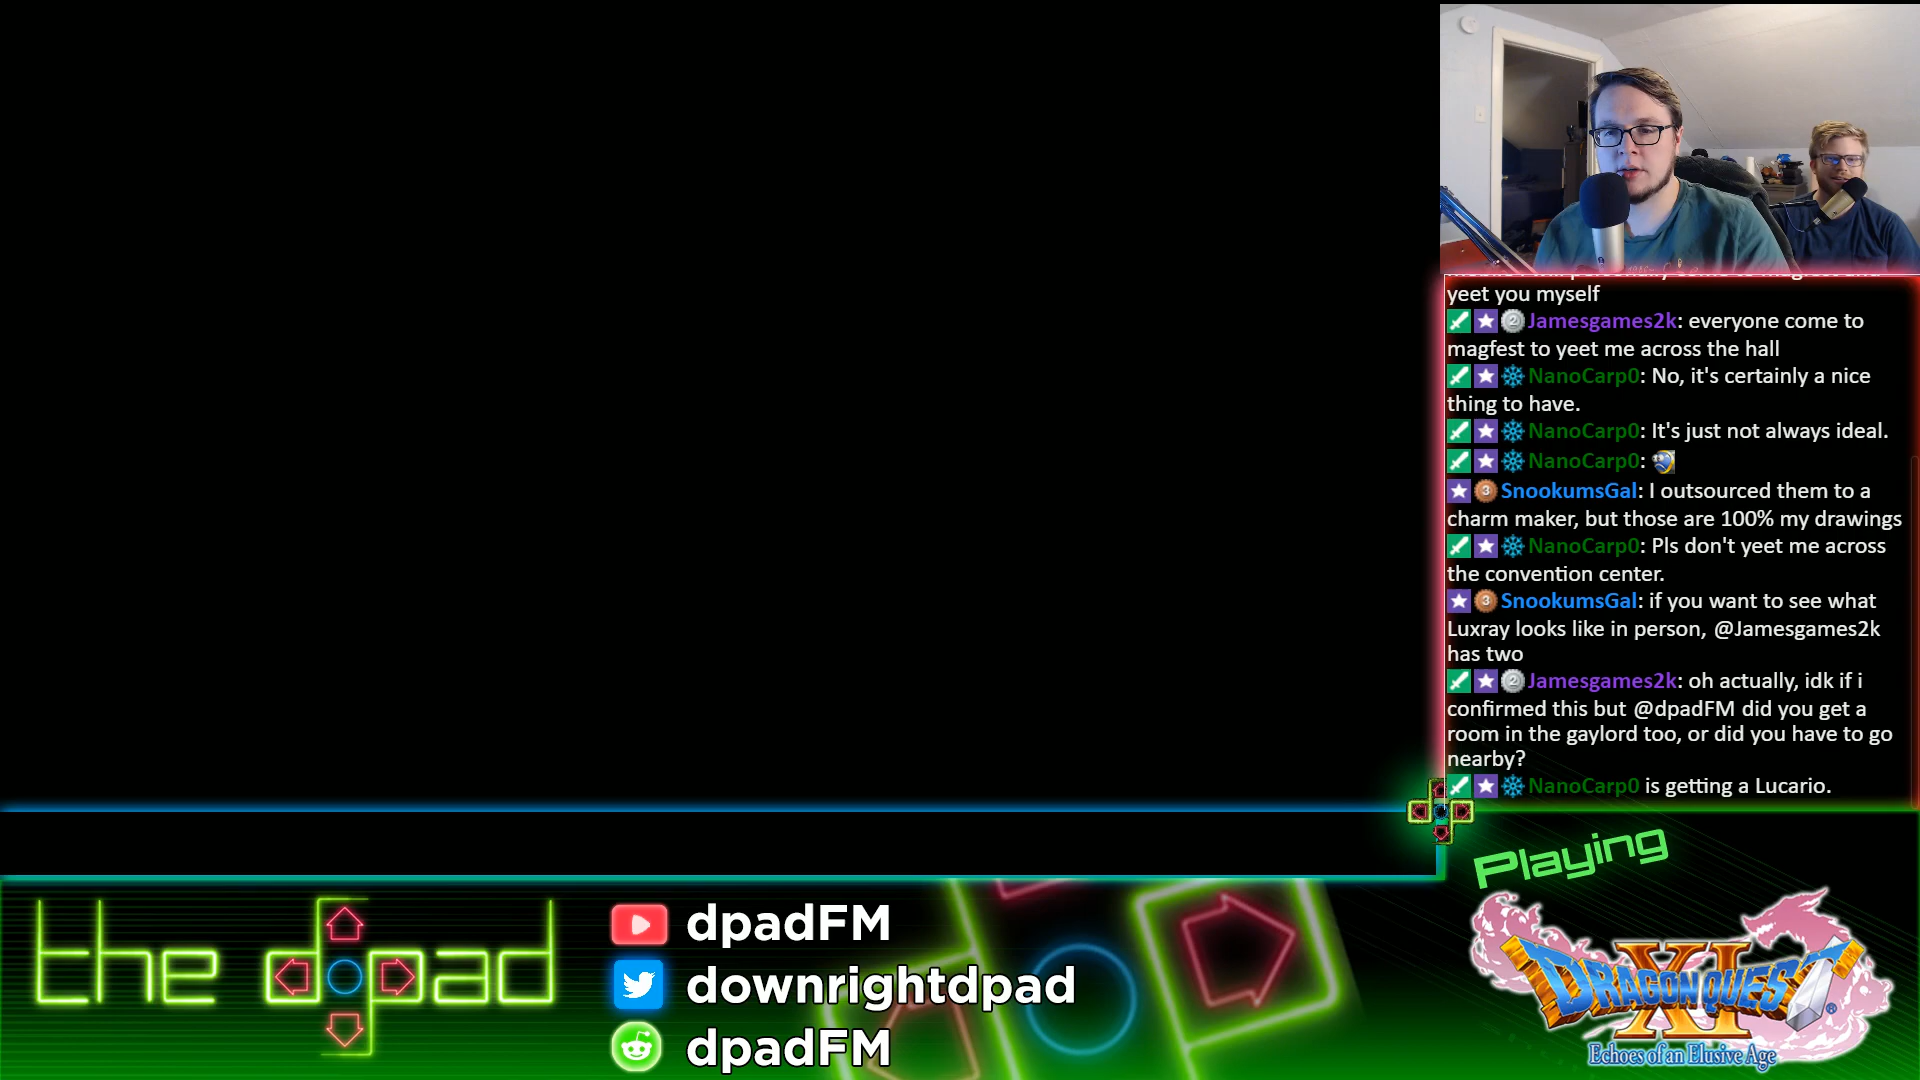 yeet you myself
Jamesgames2k: everyone come to
magfest to yeet me across the hall
NanoCarp0: No, it's certainly a nice
thing to have.
NanoCarp0: It's just not always ideal.
NanoCarp0:
3 SnookumsGal: I outsourced them to a
charm maker, but those are 100% my drawings
NanoCarp0: Pls don't yeet me across
the convention center.
3 SnookumsGal: if you want to see what
Luxray looks like in person, @Jamesgames2k
has two
2 Jamesgames2k: oh actually, idk if i
confirmed this but @dpadFM did you get a
room in the gaylord too, or did you have to go
nearby?
NanoCarp0 is getting a Lucario.
Playing
DRAGON QUEST
XI
Echoes of an Elusive Age
the dpad
dpadFM
downrightdpad
dpadFM